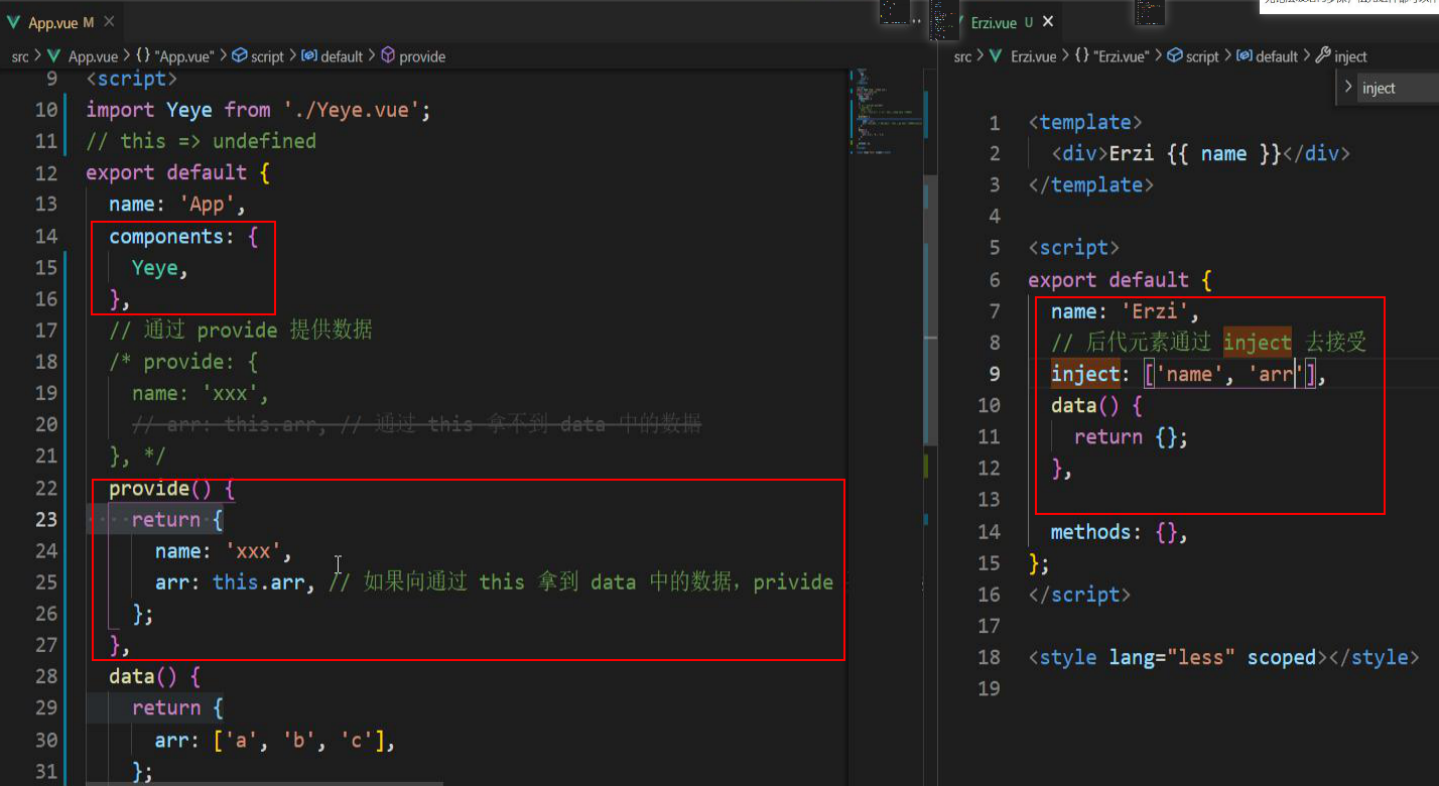 App.vue M
src > App.vue > {} "App.vue" > script > default > provide
9 <script>
10 import Yeye from './Yeye.vue';
11 // this => undefined
12 export default {
13 name: 'App',
14 components: {
15 Yeye,
16 },
17 // 通过 provide 提供数据
18 /* provide: {
19 name: 'xxx',
20 // arr: this.arr, // 通过 this 拿不到 data 中的数据
21 }, */
22 provide() {
23 return {
24 name: 'xxx',
25 arr: this.arr, // 如果向通过 this 拿到 data 中的数据，privide
26 };
27 },
28 data() {
29 return {
30 arr: ['a', 'b', 'c'],
31 };
Erzi.vue U
src > Erzi.vue > {} "Erzi.vue" > script > default > inject
> inject
1 <template>
2 <div>Erzi {{ name }}</div>
3 </template>
4
5 <script>
6 export default {
7 name: 'Erzi',
8 // 后代元素通过 inject 去接受
9 inject: ['name', 'arr'],
10 data() {
11 return {};
12 },
13
14 methods: {},
15 };
16 </script>
17
18 <style lang="less" scoped></style>
19